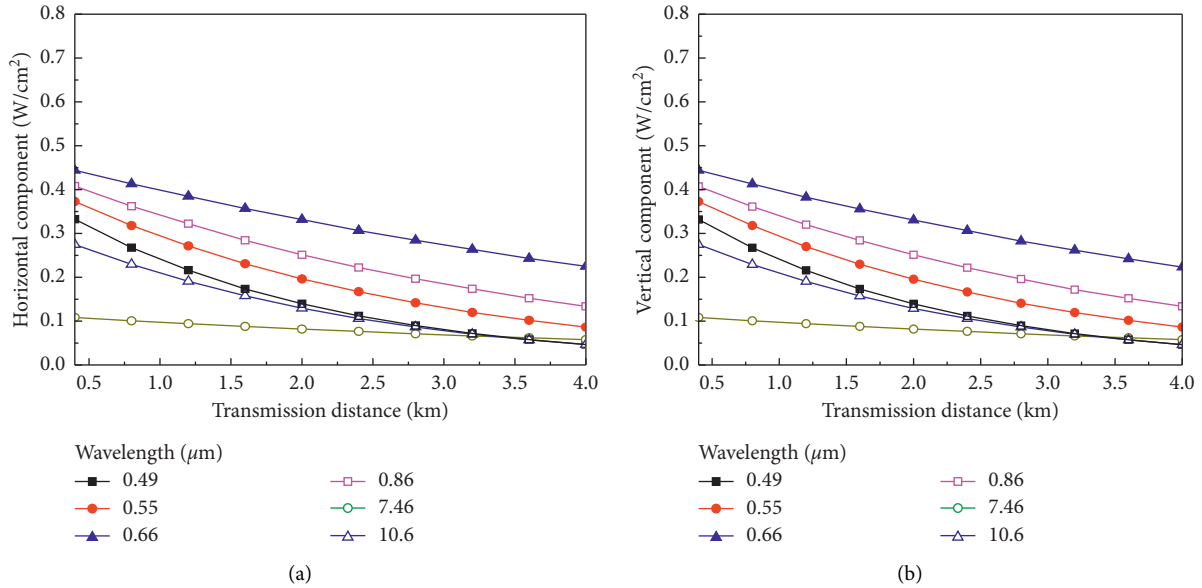 0.8
0.7
0.6
0.5
0.4
0.3
0.2
0.1
0.0
Horizontal component (W/cm²)
0.5 1.0 1.5 2.0 2.5 3.0 3.5 4.0
Transmission distance (km)
Wavelength (μm)
0.49 0.86
0.55 7.46
0.66 10.6
(a)
0.8
0.7
0.6
0.5
0.4
0.3
0.2
0.1
0.0
Vertical component (W/cm²)
0.5 1.0 1.5 2.0 2.5 3.0 3.5 4.0
Transmission distance (km)
Wavelength (μm)
0.49 0.86
0.55 7.46
0.66 10.6
(b)